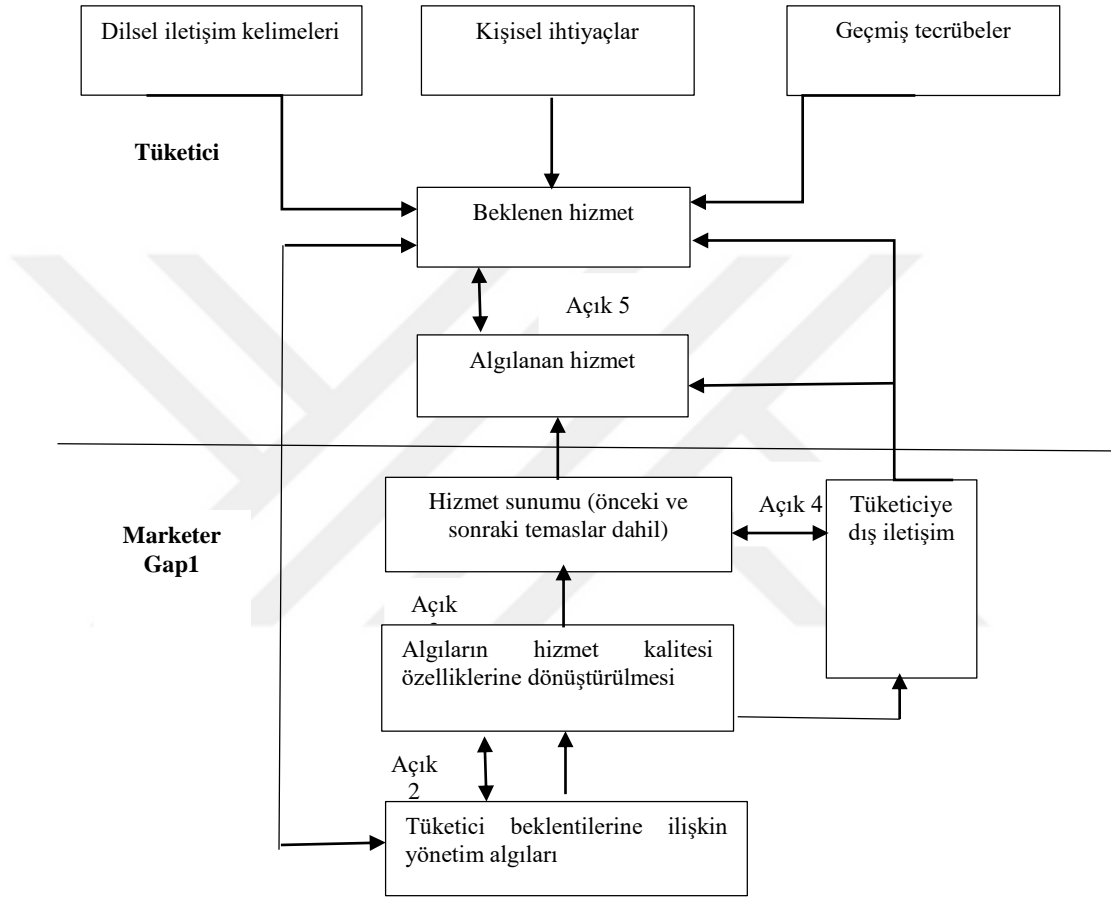 Dilsel iletişim kelimeleri
Kişisel ihtiyaçlar
Geçmiş tecrübeler
Tüketici
Beklenen hizmet
Açık 5
Algılanan hizmet
Hizmet sunumu (önceki ve
sonraki temaslar dahil)
Açık 4
Tüketiciye
dış iletişim
Marketer
Gap1
Açık
Algıların hizmet kalitesi
özelliklerine dönüştürülmesi
Açık
2
Tüketici beklentilerine ilişkin
yönetim algıları